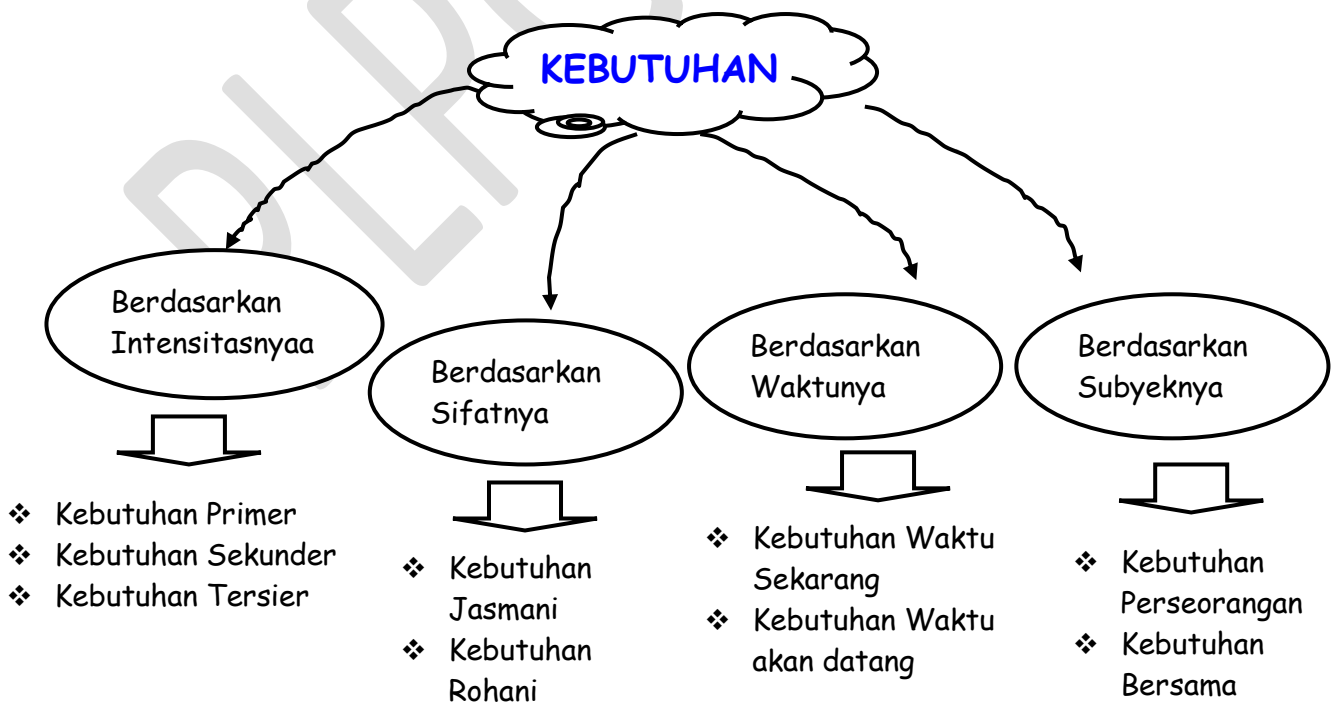 KEBUTUHAN
Berdasarkan
Intensitasnyaa
Kebutuhan Primer
Kebutuhan Sekunder
Kebutuhan Tersier
Berdasarkan
Sifatnya
Kebutuhan
Jasmani
Kebutuhan
Rohani
Berdasarkan
Waktunya
Kebutuhan Waktu
Sekarang
Kebutuhan Waktu
akan datang
Berdasarkan
Subyeknya
Kebutuhan
Perseorangan
Kebutuhan
Bersama